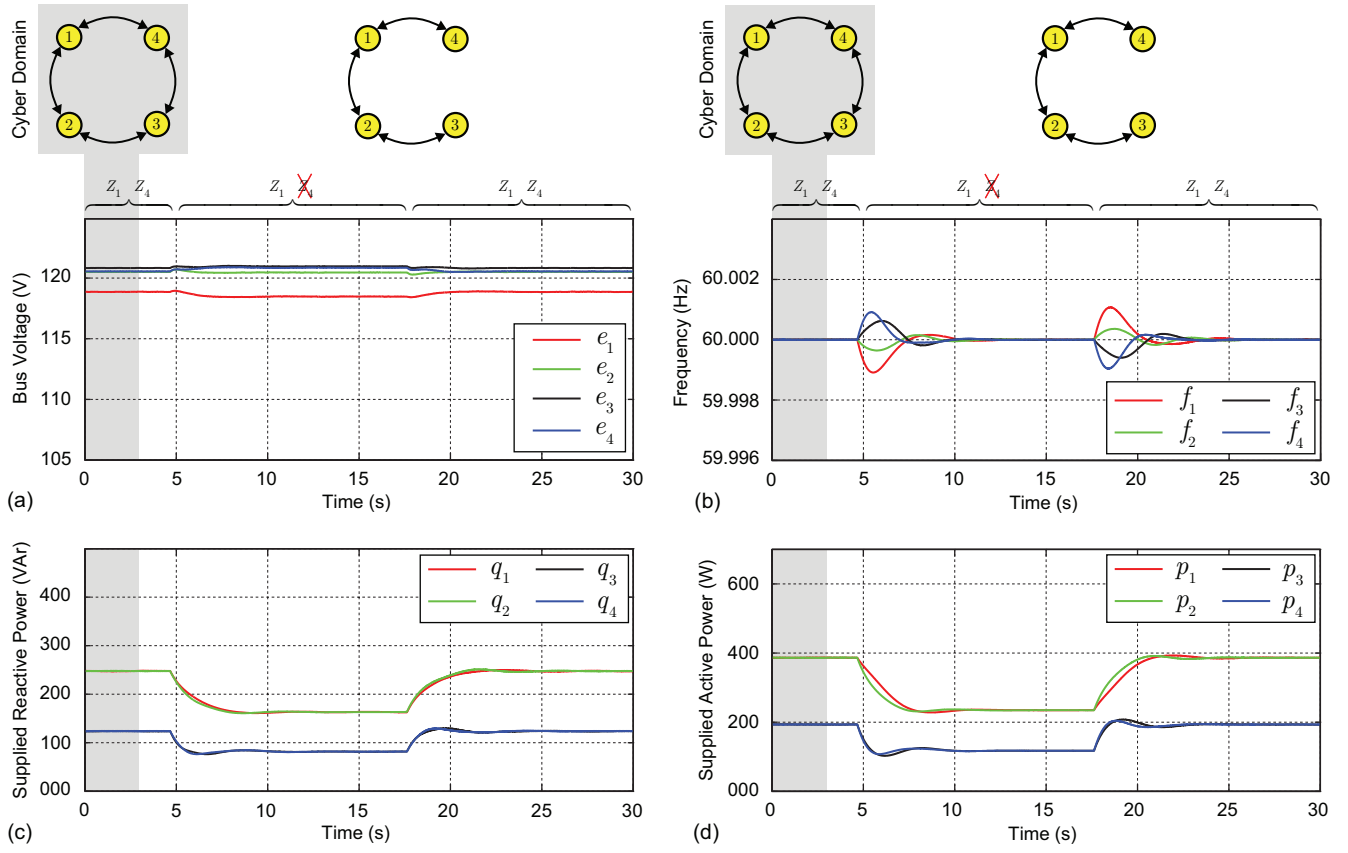 Cyber Domain
1 4
2 3
1 4
2 3
Z1 Z4
Z1 Z4
Z1 Z4
Bus Voltage (V)
120
115
110
105
e1
e2
e3
e4
0 5 10 15 20 25 30
Time (s)
(a)
Cyber Domain
1 4
2 3
1 4
2 3
Z1 Z4
Z1 Z4
Z1 Z4
Frequency (Hz)
60.002
60.000
59.998
59.996
f1 f3
f2 f4
0 5 10 15 20 25 30
Time (s)
(b)
Supplied Reactive Power (VAr)
400
300
200
100
000
q1 q3
q2 q4
0 5 10 15 20 25 30
Time (s)
(c)
Supplied Active Power (W)
600
400
200
000
p1 p3
p2 p4
0 5 10 15 20 25 30
Time (s)
(d)